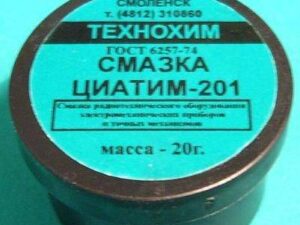 СМОЛЕНСК
т. (4812) 310860
ТЕХНОХИМ
ГОСТ 6257-74
СМАЗКА
ЦИАТИМ-201
Смазка радиотехнического оборудования
электромеханических приборов
и точных механизмов
масса - 20г.